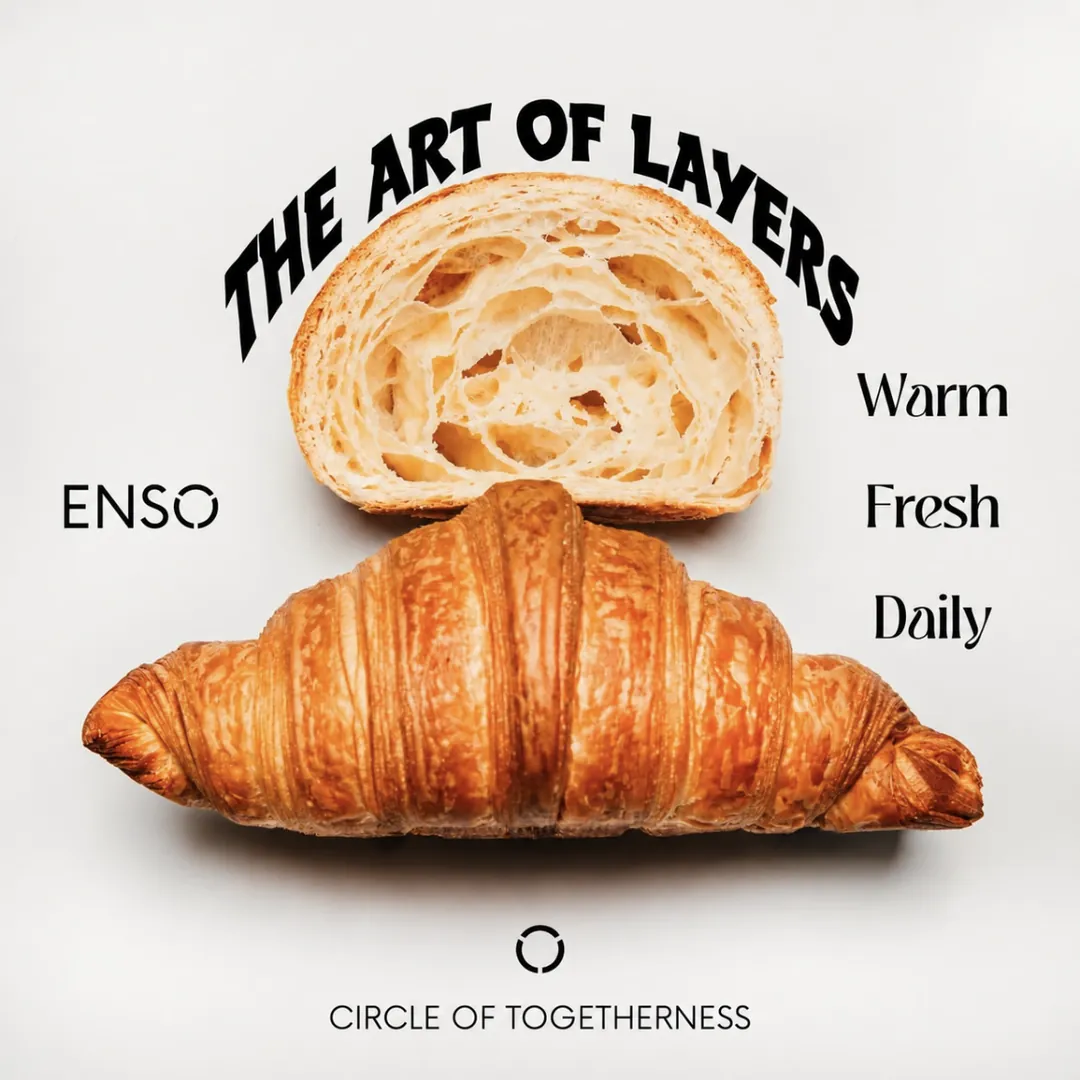 THE ART OF LAYERS
Warm
ENSO
Fresh
Daily
CIRCLE OF TOGETHERNESS